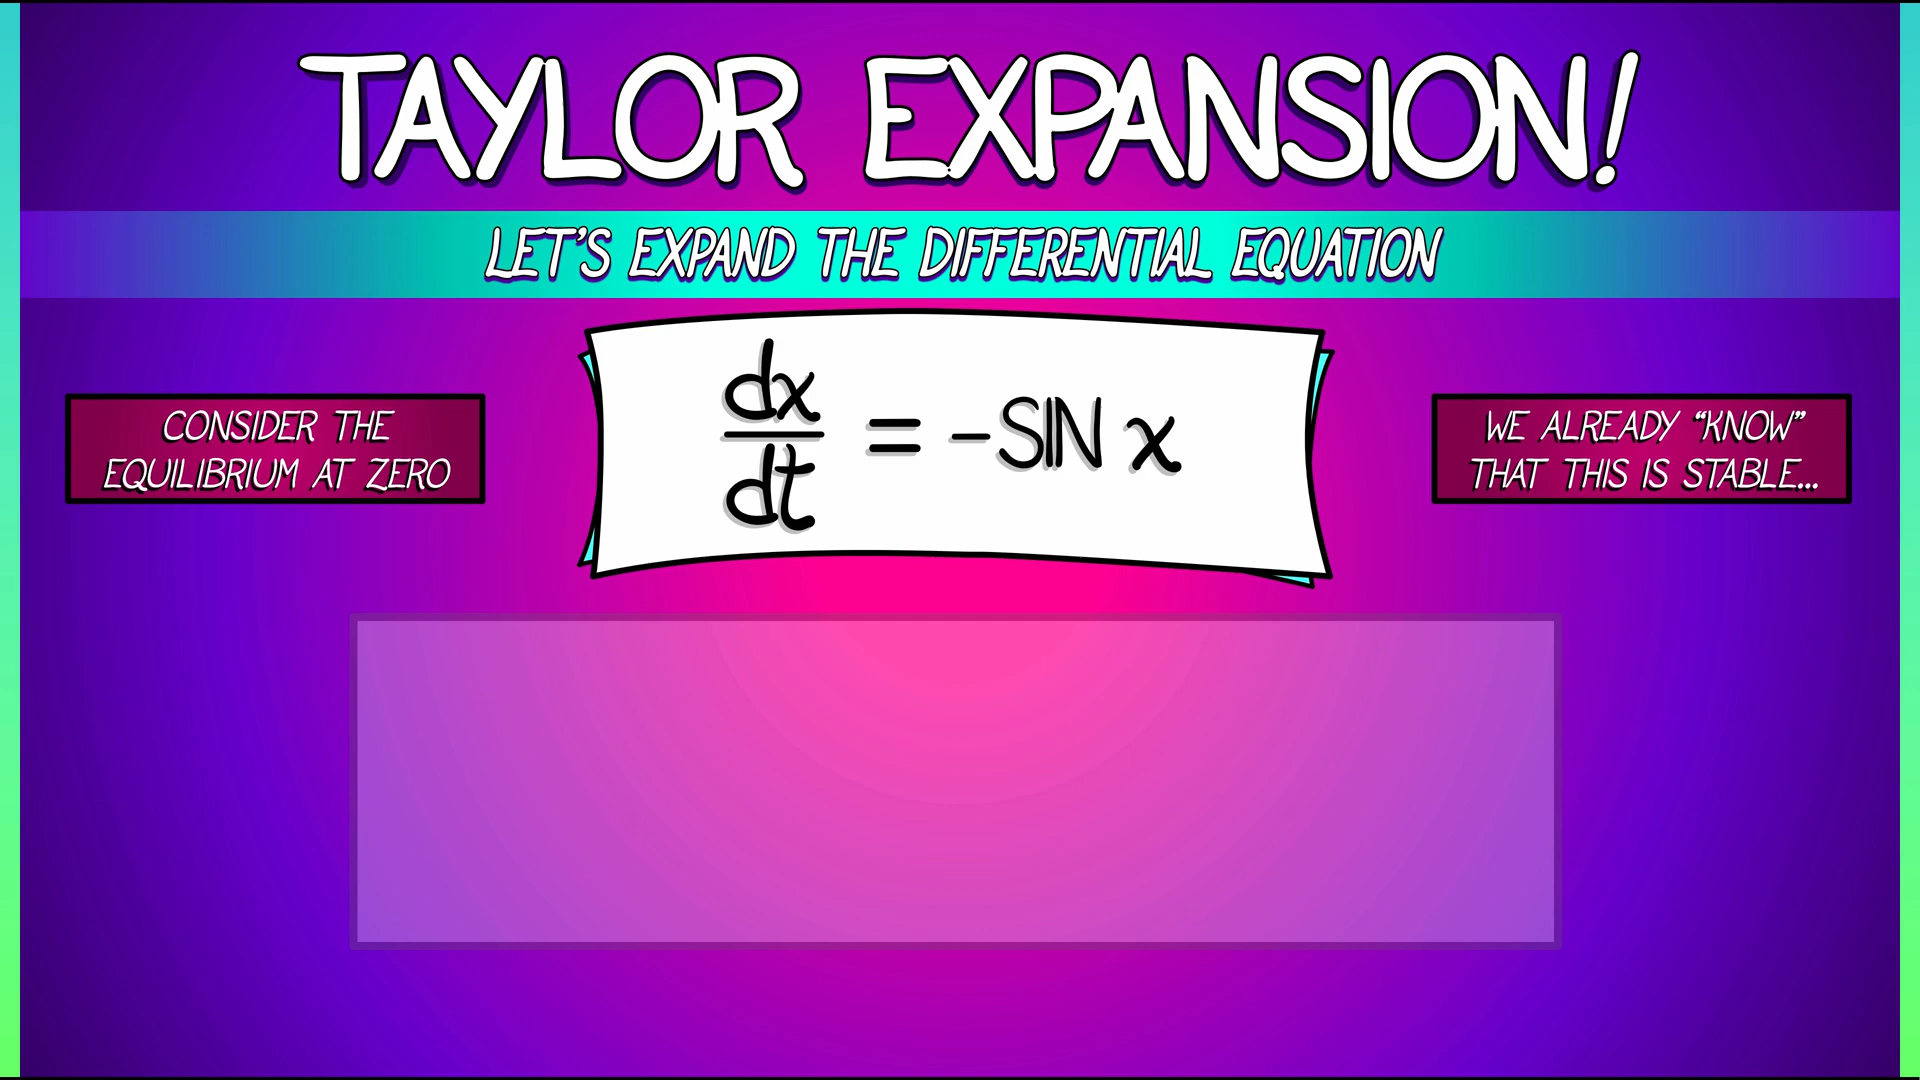 TAYLOR EXPANSION!
LET'S EXPAND THE DIFFERENTIAL EQUATION
CONSIDER THE
EQUILIBRIUM AT ZERO
dx/dt = -SIN x
WE ALREADY “KNOW”
THAT THIS IS STABLE...